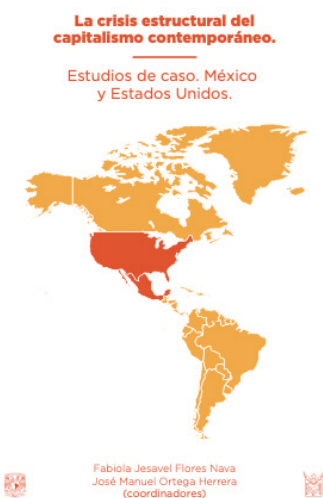 La crisis estructural del
capitalismo contemporáneo.
Estudios de caso. México
y Estados Unidos.
Fabiola Jesavel Flores Nava
José Manuel Ortega Herrera
(coordinadores)